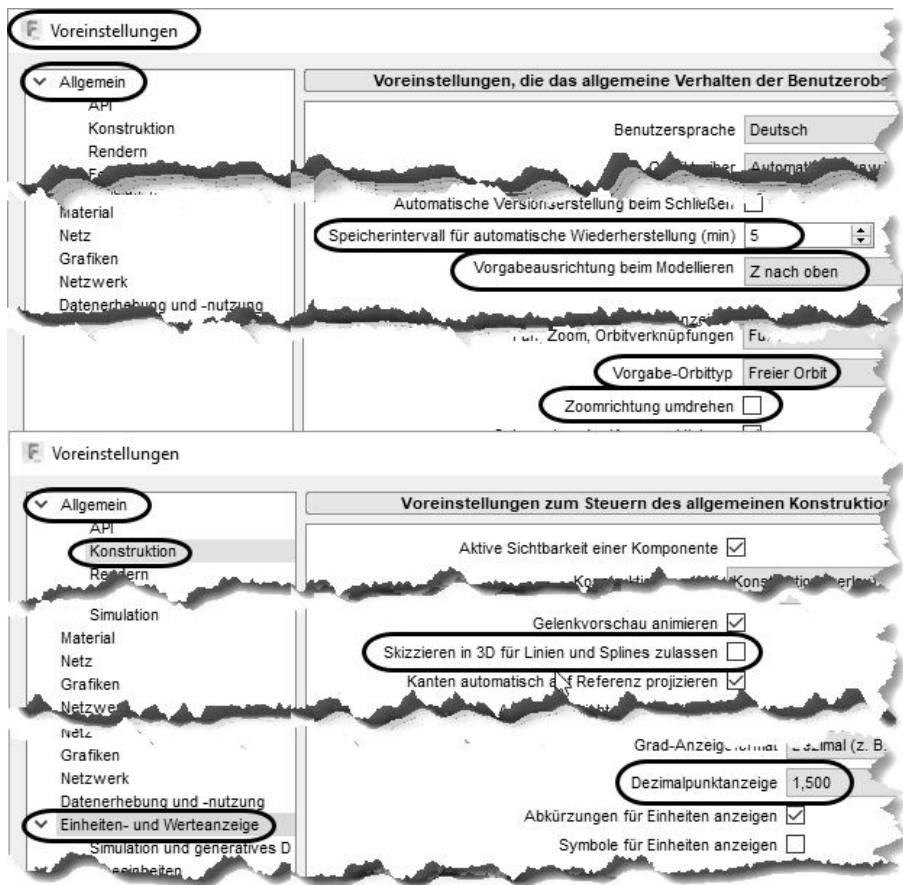 Voreinstellungen
Allgemein
API
Konstruktion
Rendern
Material
Netz
Grafiken
Netzwerk
Datenerhebung und -nutzung
Voreinstellungen, die das allgemeine Verhalten der
Benutzersprache Deutsch
Automatische Versionserstellung beim Schließen
Speicherintervall für automatische Wiederherstellung (min) 5
Vorgabeausrichtung beim Modellieren Z nach oben
Zoom, Orbitverknüpfungen
Vorgabe-Orbittyp Freier Orbit
Zoomrichtung umdrehen
Voreinstellungen
Allgemein
API
Konstruktion
Rendern
Simulation
Material
Netz
Grafiken
Netz
Grafiken
Netzwerk
Datenerhebung und -nutzung
Einheiten- und Werteanzeige
Simulation und generatives D
Voreinstellungen zum Steuern des allgemeinen
Aktive Sichtbarkeit einer Komponente
Gelenkvorschau animieren
Skizzieren in 3D für Linien und Splines zulassen
Kanten automatisch auf Referenz projizieren
Grad-Anzeigeformat (z. B.
Dezimalpunktanzeige 1,500
Abkürzungen für Einheiten anzeigen
Symbole für Einheiten anzeigen